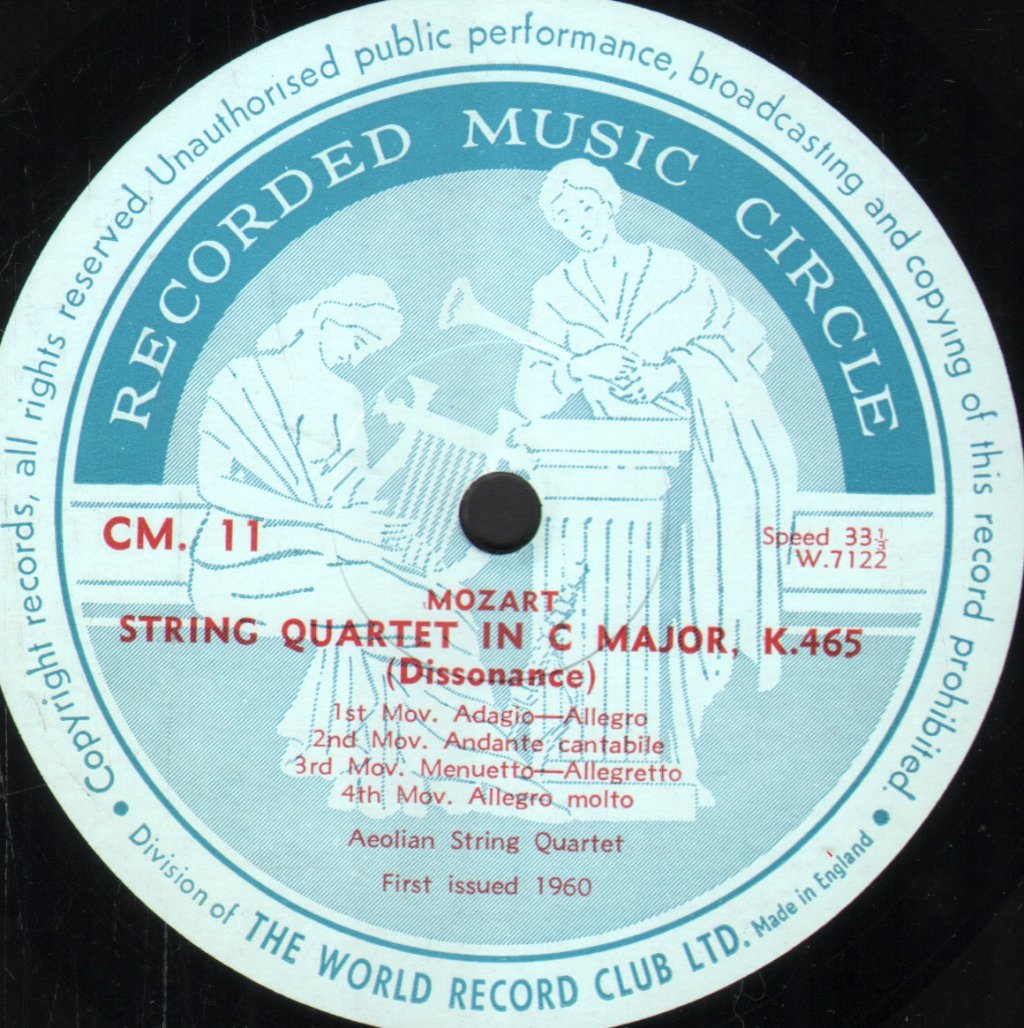 Copyright records, all rights reserved. Unauthorised public performance, broadcasting and copying of this record prohibited.
RECORDED MUSIC CIRCLE
CM. 11
Speed 33⅓
W.7122
MOZART
STRING QUARTET IN C MAJOR, K.465
(Dissonance)
1st Mov. Adagio—Allegro
2nd Mov. Andante cantabile
3rd Mov. Menuetto—Allegretto
4th Mov. Allegro molto
Aeolian String Quartet
First issued 1960
Division of THE WORLD RECORD CLUB LTD. Made in England